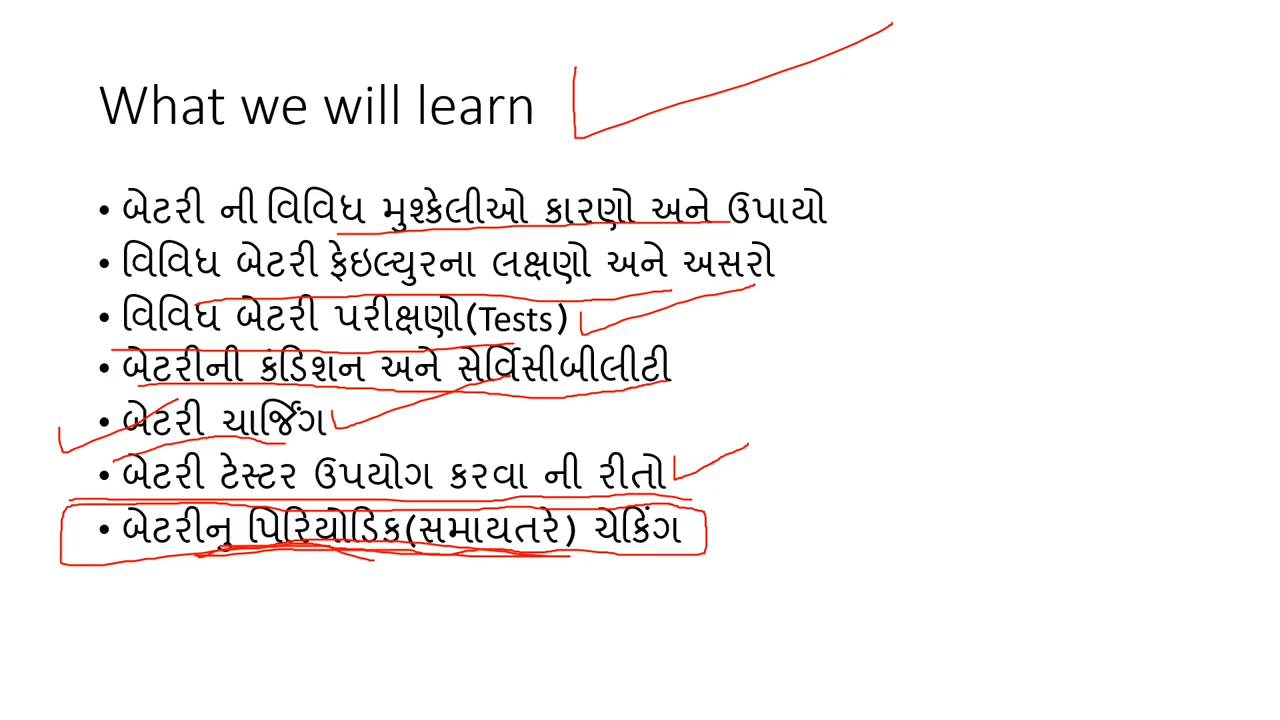 What we will learn
• બેટરી ની વિવિધ મુશ્કેલીઓ કારણો અને ઉપાયો
• વિવિધ બેટરી ફેઇલ્યુરના લક્ષણો અને અસરો
• વિવિધ બેટરી પરીક્ષણો(Tests)
• બેટરીની કંડિશન અને સેર્વિસીબીલીટી
• બેટરી ચાર્જિંગ
• બેટરી ટેસ્ટર ઉપયોગ કરવા ની રીતો
• બેટરીનુ પિરિયોડિક(સમાયતરે) ચેકિંગ